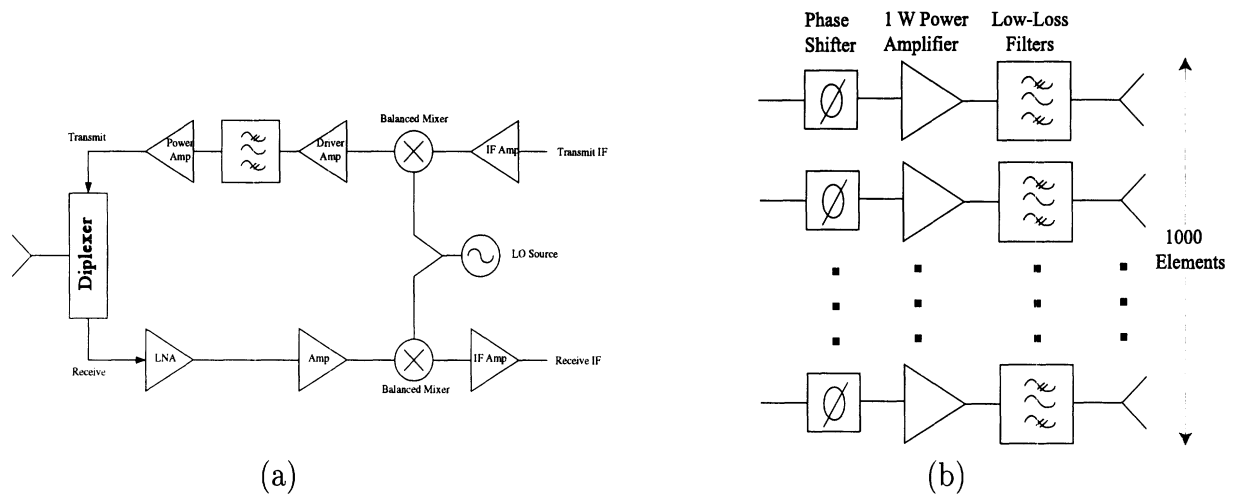 Transmit
Power
Amp
Driver
Amp
Balanced Mixer
IF Amp
Transmit IF
Diplexer
LO Source
Receive
LNA
Amp
Balanced Mixer
IF Amp
Receive IF
(a)
Phase
Shifter
1 W Power
Amplifier
Low-Loss
Filters
1000
Elements
(b)